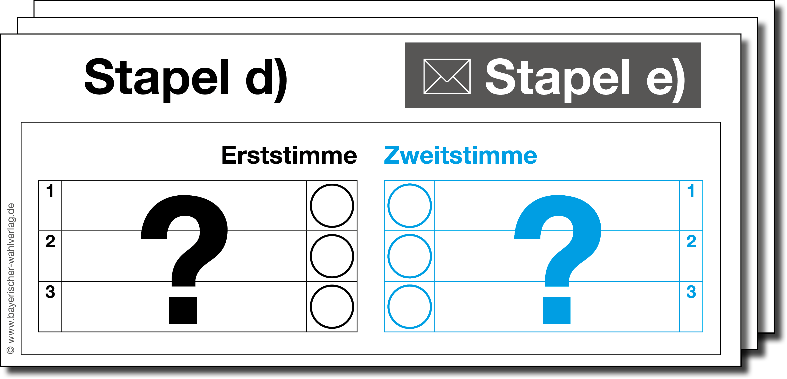 Stapel d)
Stapel e)
Erststimme Zweitstimme
1 1
2 ? ? 2
3 3
© www.bayerischer-wahlverlag.de